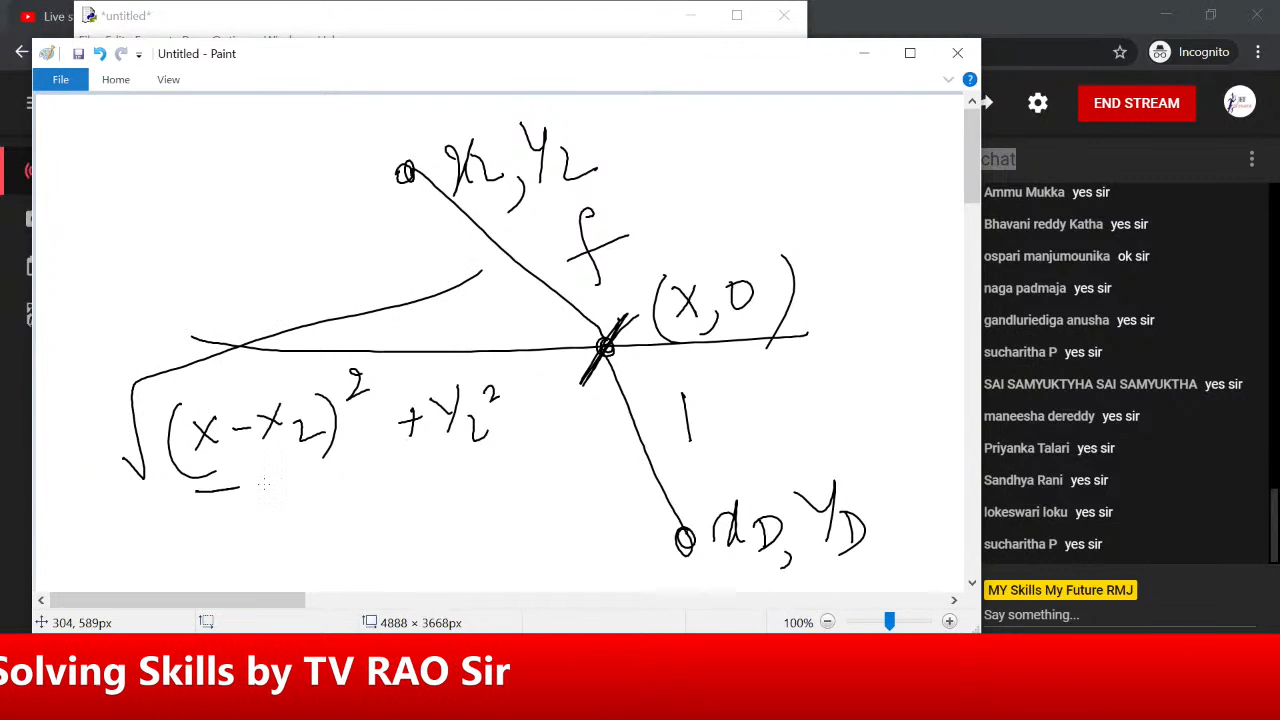 Live s
*untitled*
Untitled - Paint
File
Home
View
Incognito
END STREAM
chat
x2, y2
f
(x, 0)
√(x-x2)2 + y22
1
xD, yD
Ammu Mukka yes sir
Bhavani reddy Katha yes sir
ospari manjumounika ok sir
naga padmaja yes sir
gandluriediga anusha yes sir
sucharitha P yes sir
SAI SAMYUKTYHA SAI SAMYUKTHA yes sir
maneesha dereddy yes sir
Priyanka Talari yes sir
Sandhya Rani yes sir
lokeswari loku yes sir
sucharitha P yes sir
MY Skills My Future RMJ
Say something...
304, 589px
4888 × 3668px
100%
Solving Skills by TV RAO Sir